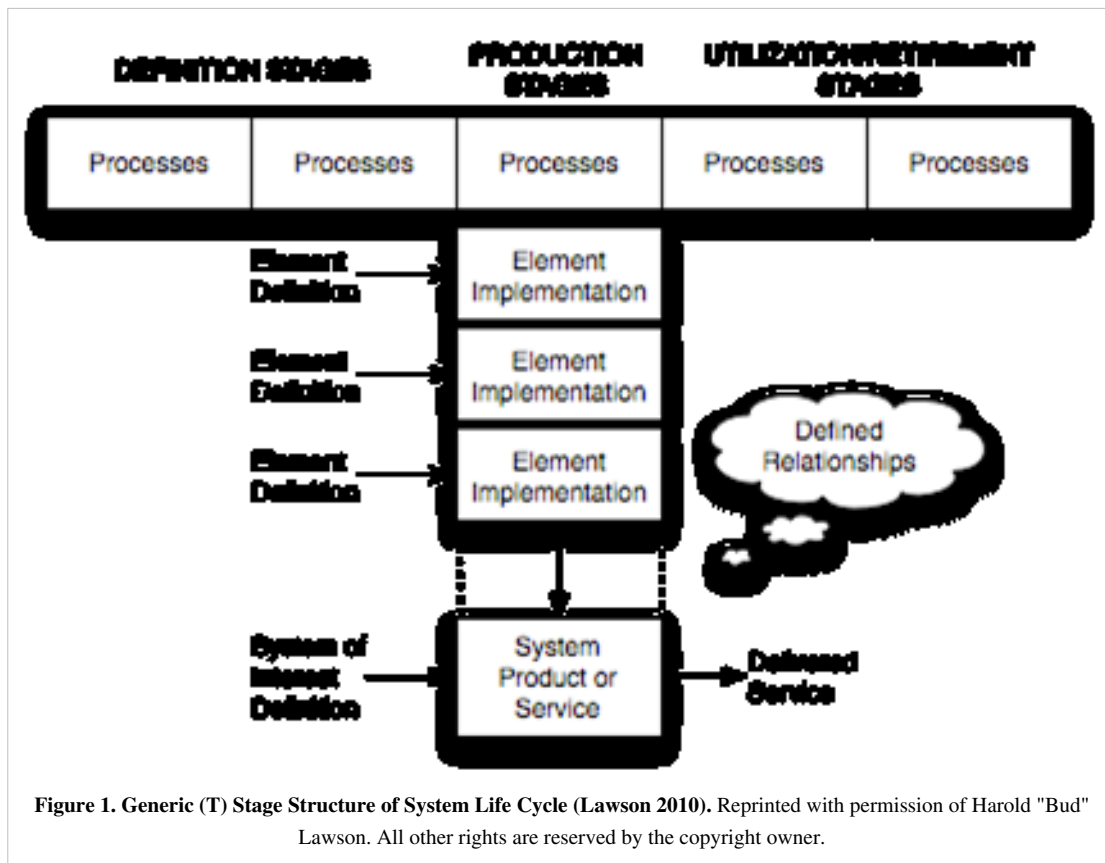 DEFINITION STAGES
PRODUCTION
STAGES
UTILIZATION/RETIREMENT
STAGES
Processes
Processes
Processes
Processes
Processes
Element
Definition
Element
Implementation
Element
Definition
Element
Implementation
Element
Definition
Element
Implementation
Defined
Relationships
System of
Interest
Definition
System
Product or
Service
Delivered
Service
Figure 1. Generic (T) Stage Structure of System Life Cycle (Lawson 2010). Reprinted with permission of Harold "Bud"
Lawson. All other rights are reserved by the copyright owner.